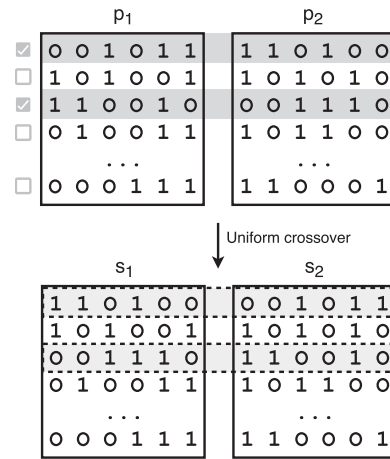 p1 p2
0 0 1 0 1 1 1 1 0 1 0 0
1 0 1 0 0 1 1 0 1 0 1 0
1 1 0 0 1 0 0 0 1 1 1 0
0 1 0 0 1 1 1 0 1 1 0 0
... ...
0 0 0 1 1 1 1 1 0 0 0 1
Uniform crossover
s1 s2
1 1 0 1 0 0 0 0 1 0 1 1
1 0 1 0 0 1 1 0 1 0 1 0
0 0 1 1 1 0 1 1 0 0 1 0
0 1 0 0 1 1 1 0 1 1 0 0
... ...
0 0 0 1 1 1 1 1 0 0 0 1